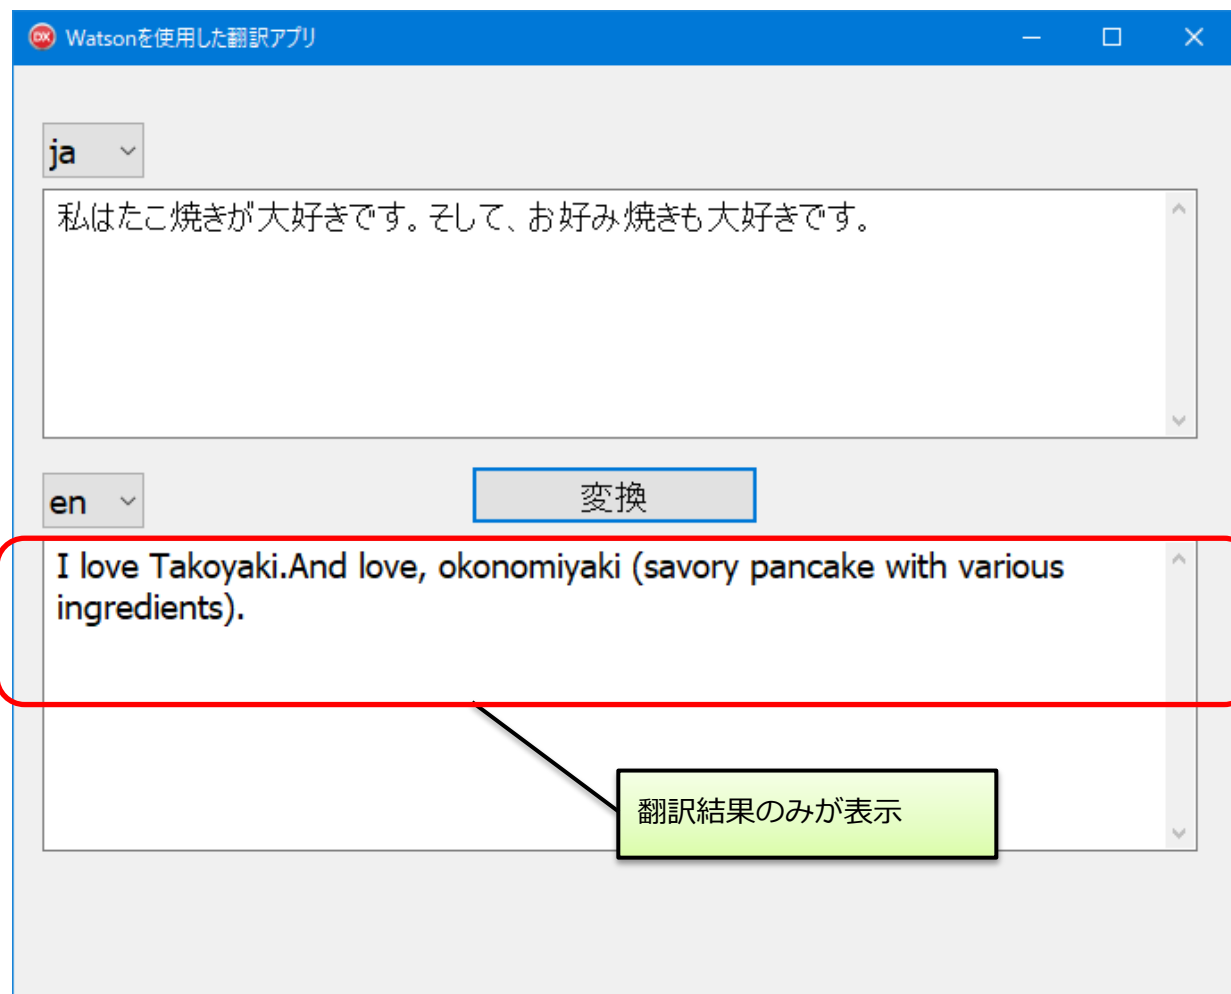 DX Watsonを使用した翻訳アプリ
ja
私はたこ焼きが大好きです。そして、お好み焼きも大好きです。
en
変換
I love Takoyaki.And love, okonomiyaki (savory pancake with various
ingredients).
翻訳結果のみが表示